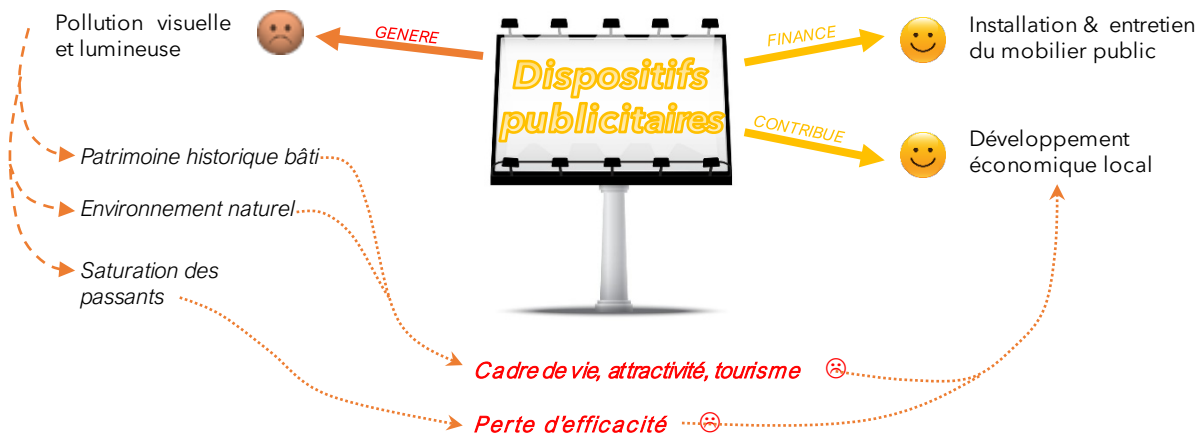 Pollution visuelle
et lumineuse
GENERE
Dispositifs
publicitaires
FINANCE
Installation & entretien
du mobilier public
CONTRIBUE
Développement
économique local
Patrimoine historique bâti
Environnement naturel
Saturation des
passants
Cadre de vie, attractivité, tourisme
Perte d'efficacité